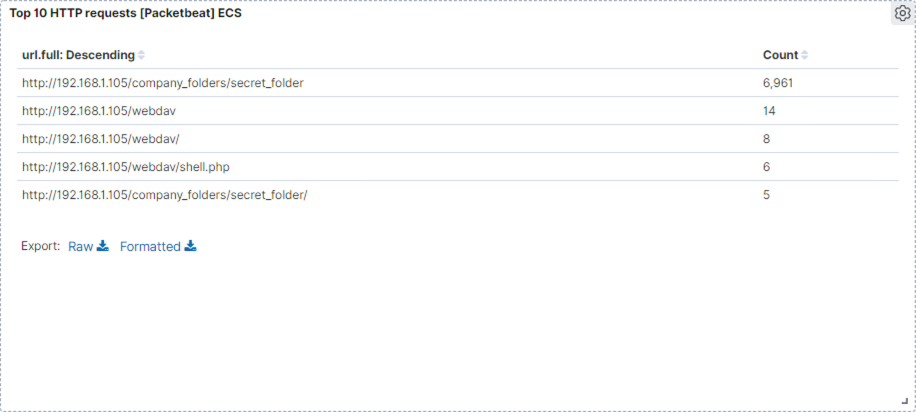 Top 10 HTTP requests [Packetbeat] ECS
url.full: Descending Count
http://192.168.1.105/company_folders/secret_folder 6,961
http://192.168.1.105/webdav 14
http://192.168.1.105/webdav/ 8
http://192.168.1.105/webdav/shell.php 6
http://192.168.1.105/company_folders/secret_folder/ 5
Export: Raw Formatted